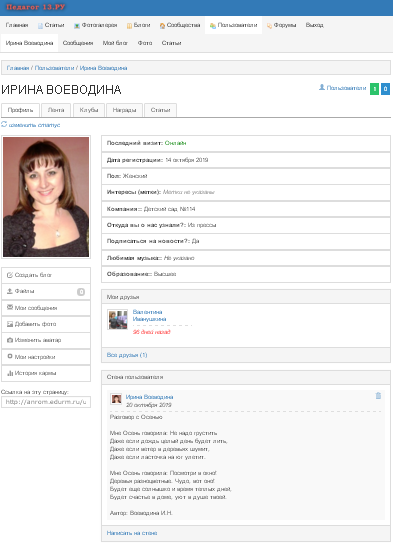 Педагог 13.РУ
Главная Статьи Фотогалерея Блоги Сообщества Пользователи Форумы Выход
Ирина Воеводина Сообщения Мой блог Фото Статьи
Главная / Пользователи / Ирина Воеводина
ИРИНА ВОЕВОДИНА
Пользователи 0
Профиль Лента Клубы Награды Статьи
изменить статус
Последний визит: Онлайн
Дата регистрации: 14 октября 2019
Пол: Женский
Интересы (метки): Метки не указаны
Компания:: Детский сад №114
Откуда вы о нас узнали?: Из прессы
Подписаться на новости?: Да
Любимая музыка:: Не указано
Образование:: Высшее
Создать блог
Файлы 0
Мои сообщения
Добавить фото
Изменить аватар
Мои настройки
История кармы
Ссылка на эту страницу:
http://anrom.edurm.ru/u
Мои друзья
Валентина
Иванушкина
96 дней назад
Все друзья (1)
Стена пользователя
Ирина Воеводина
20 октября 2019
Разговор с Осенью
Мне Осень говорила: Не надо грустить
Даже если дождь целый день будет лить,
Даже если ветер в деревьях шумит,
Даже если ласточка на юг улетит.
Мне Осень говорила: Посмотри в окно!
Деревья разноцветные. Чудо, вот оно!
Будет еще солнышко и время теплых дней,
Будет счастье в доме, уют в душе твоей.
Автор: Воеводина И.Н.
Написать на стене